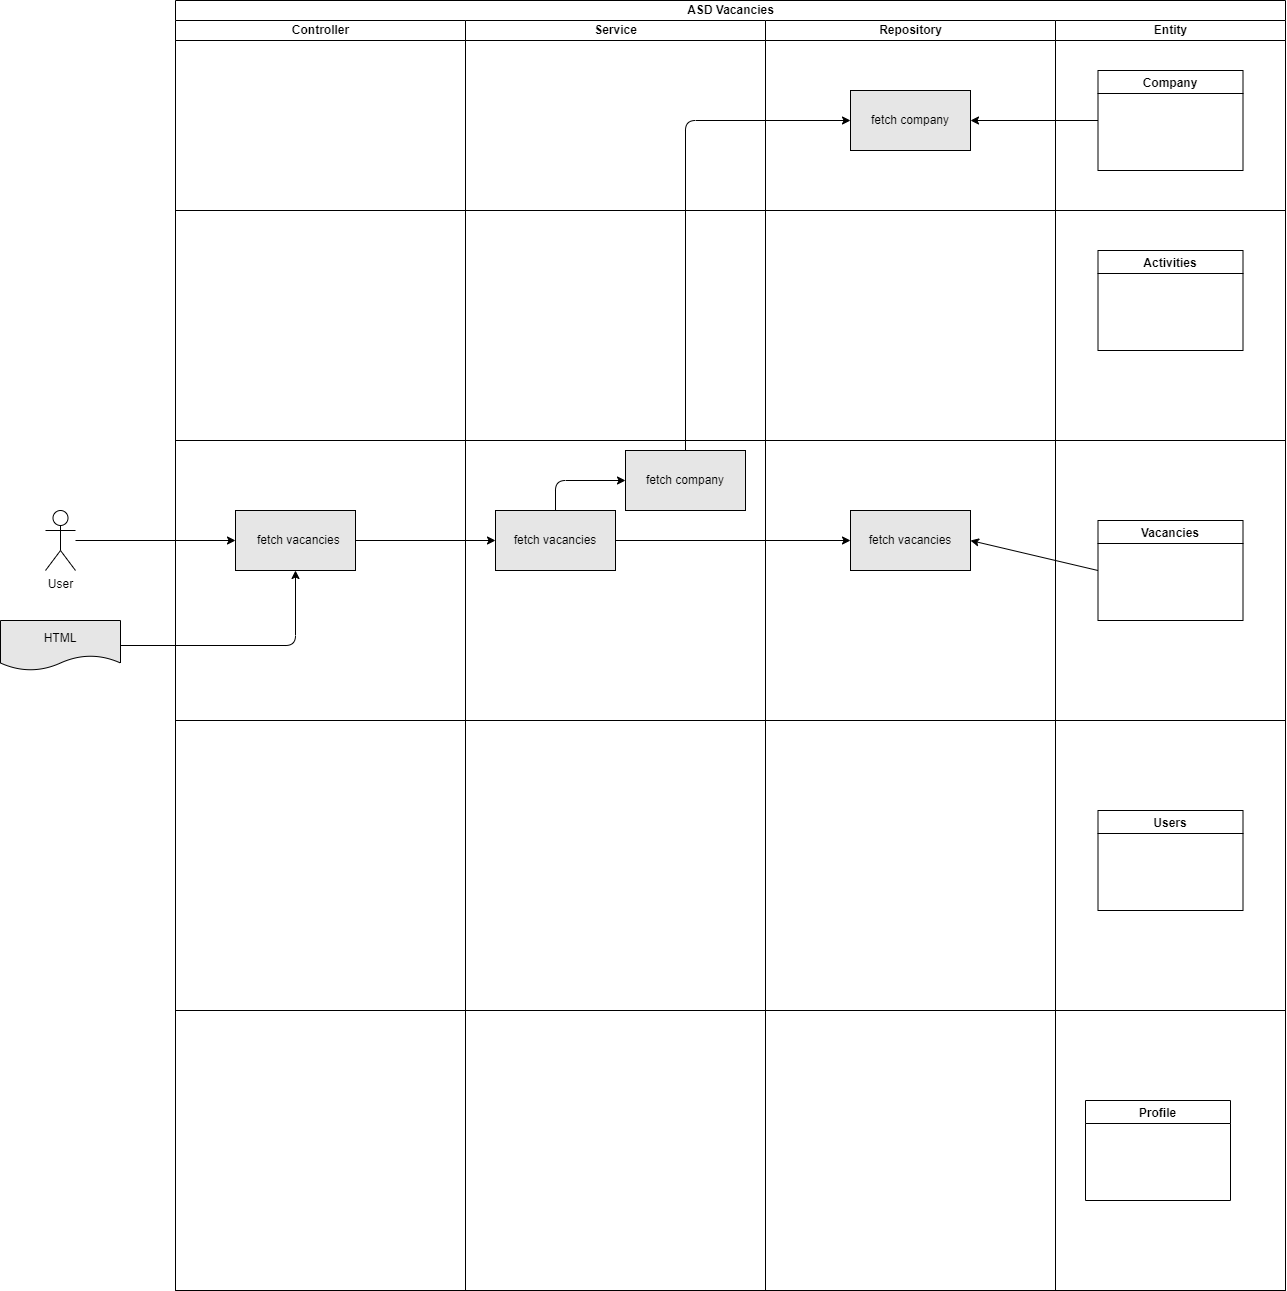 ASD Vacancies
Controller
Service
Repository
Entity
fetch company
Company
Activities
fetch company
User
fetch vacancies
fetch vacancies
fetch vacancies
Vacancies
HTML
Users
Profile